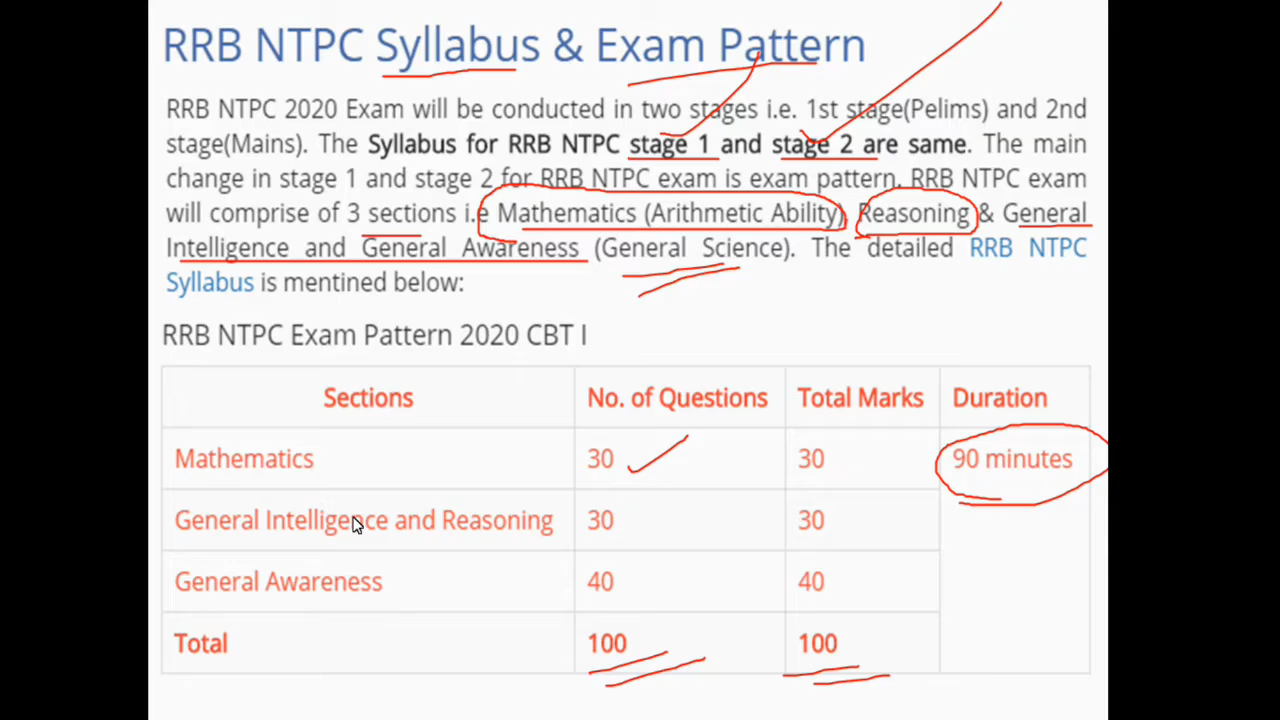 RRB NTPC Syllabus & Exam Pattern
RRB NTPC 2020 Exam will be conducted in two stages i.e. 1st stage(Pelims) and 2nd
stage(Mains). The Syllabus for RRB NTPC stage 1 and stage 2 are same. The main
change in stage 1 and stage 2 for RRB NTPC exam is exam pattern. RRB NTPC exam
will comprise of 3 sections i.e Mathematics (Arithmetic Ability), Reasoning & General
Intelligence and General Awareness (General Science). The detailed RRB NTPC
Syllabus is mentined below:
RRB NTPC Exam Pattern 2020 CBT I
Sections No. of Questions Total Marks Duration
Mathematics 30 30 90 minutes
General Intelligence and Reasoning 30 30
General Awareness 40 40
Total 100 100